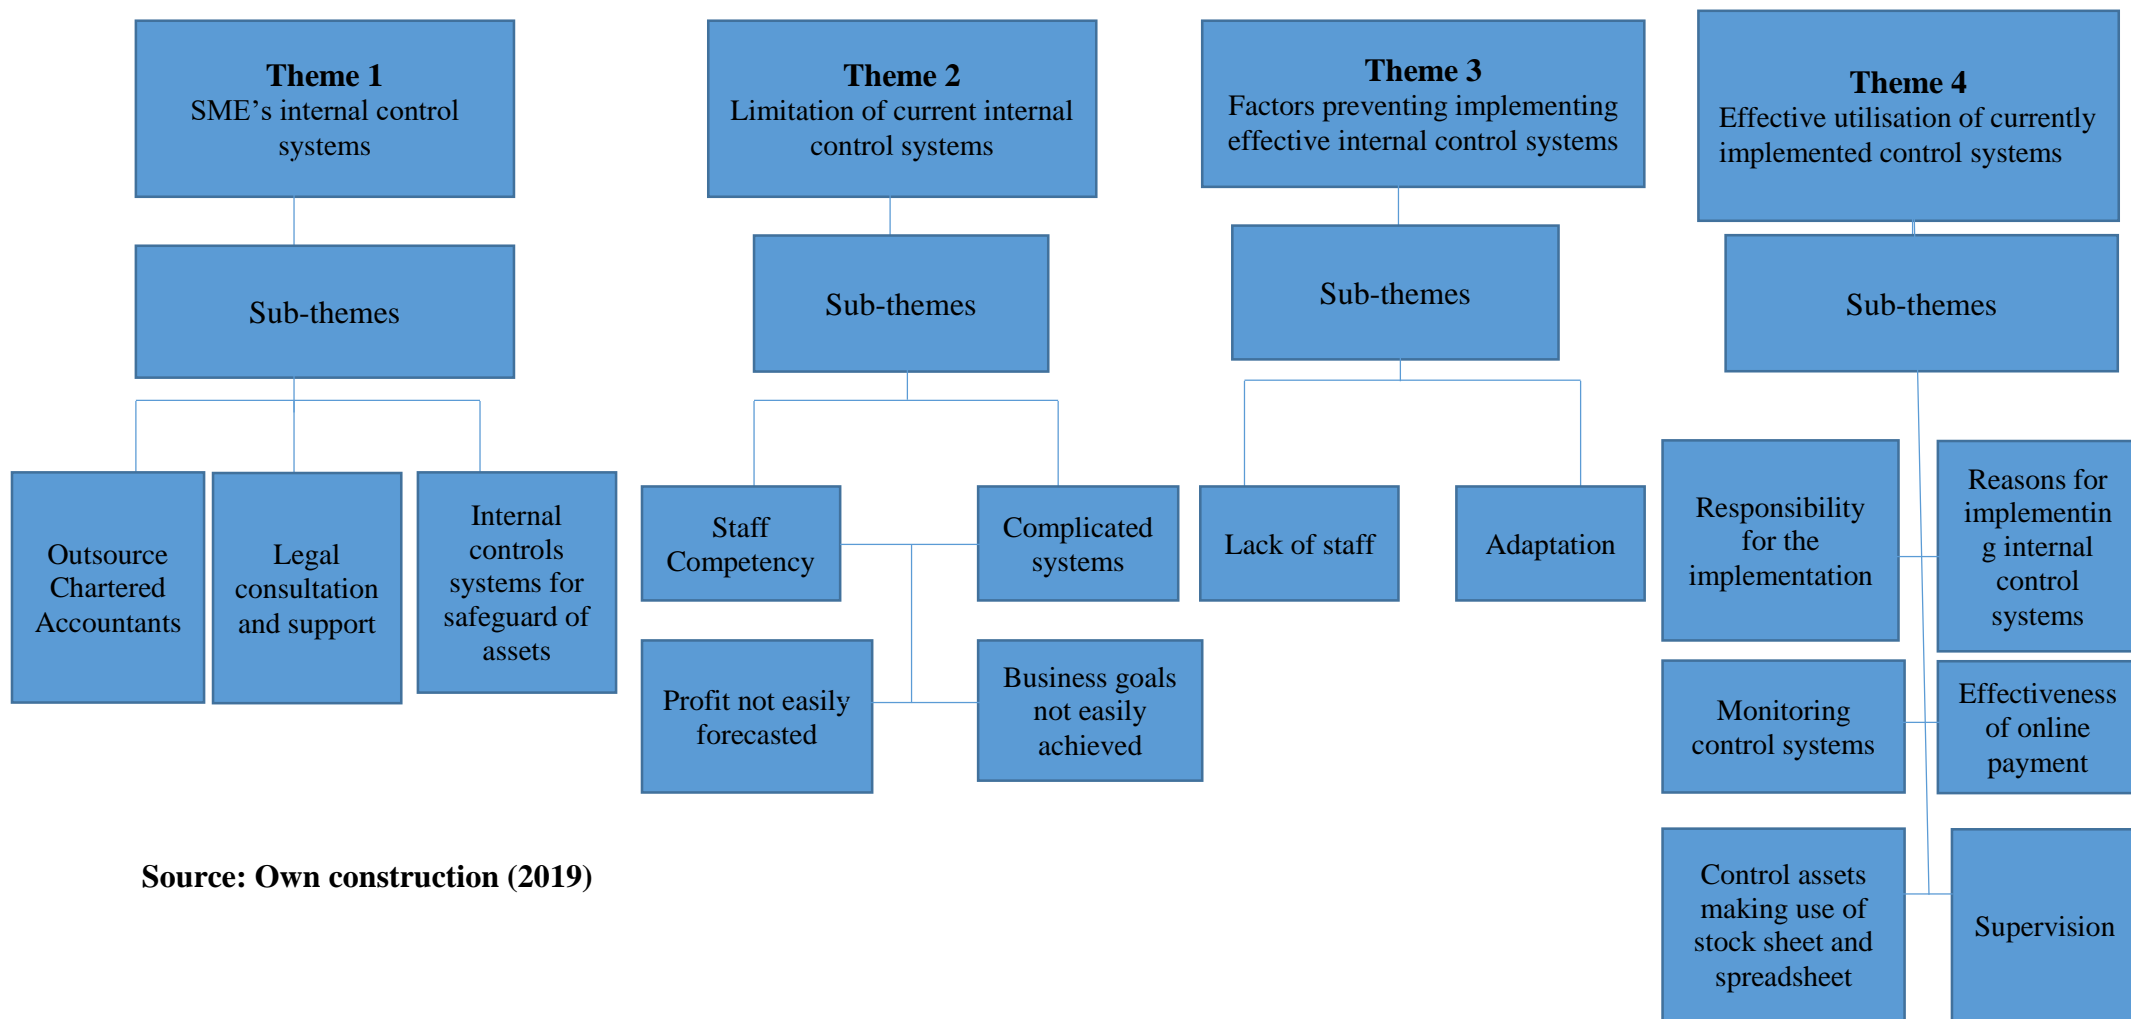 Theme 1
SME’s internal control
systems
Theme 2
Limitation of current internal
control systems
Theme 3
Factors preventing implementing
effective internal control systems
Theme 4
Effective utilisation of currently
implemented control systems
Sub-themes
Sub-themes
Sub-themes
Sub-themes
Outsource
Chartered
Accountants
Legal
consultation
and support
Internal
controls
systems for
safeguard of
assets
Staff
Competency
Complicated
systems
Profit not easily
forecasted
Business goals
not easily
achieved
Lack of staff
Adaptation
Responsibility
for the
implementation
Reasons for
implementin
g internal
control
systems
Monitoring
control systems
Effectiveness
of online
payment
Control assets
making use of
stock sheet and
spreadsheet
Supervision
Source: Own construction (2019)